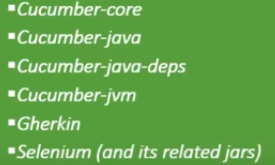 ▪Cucumber-core
▪Cucumber-java
▪Cucumber-java-deps
▪Cucumber-jvm
▪Gherkin
▪Selenium (and its related jars)